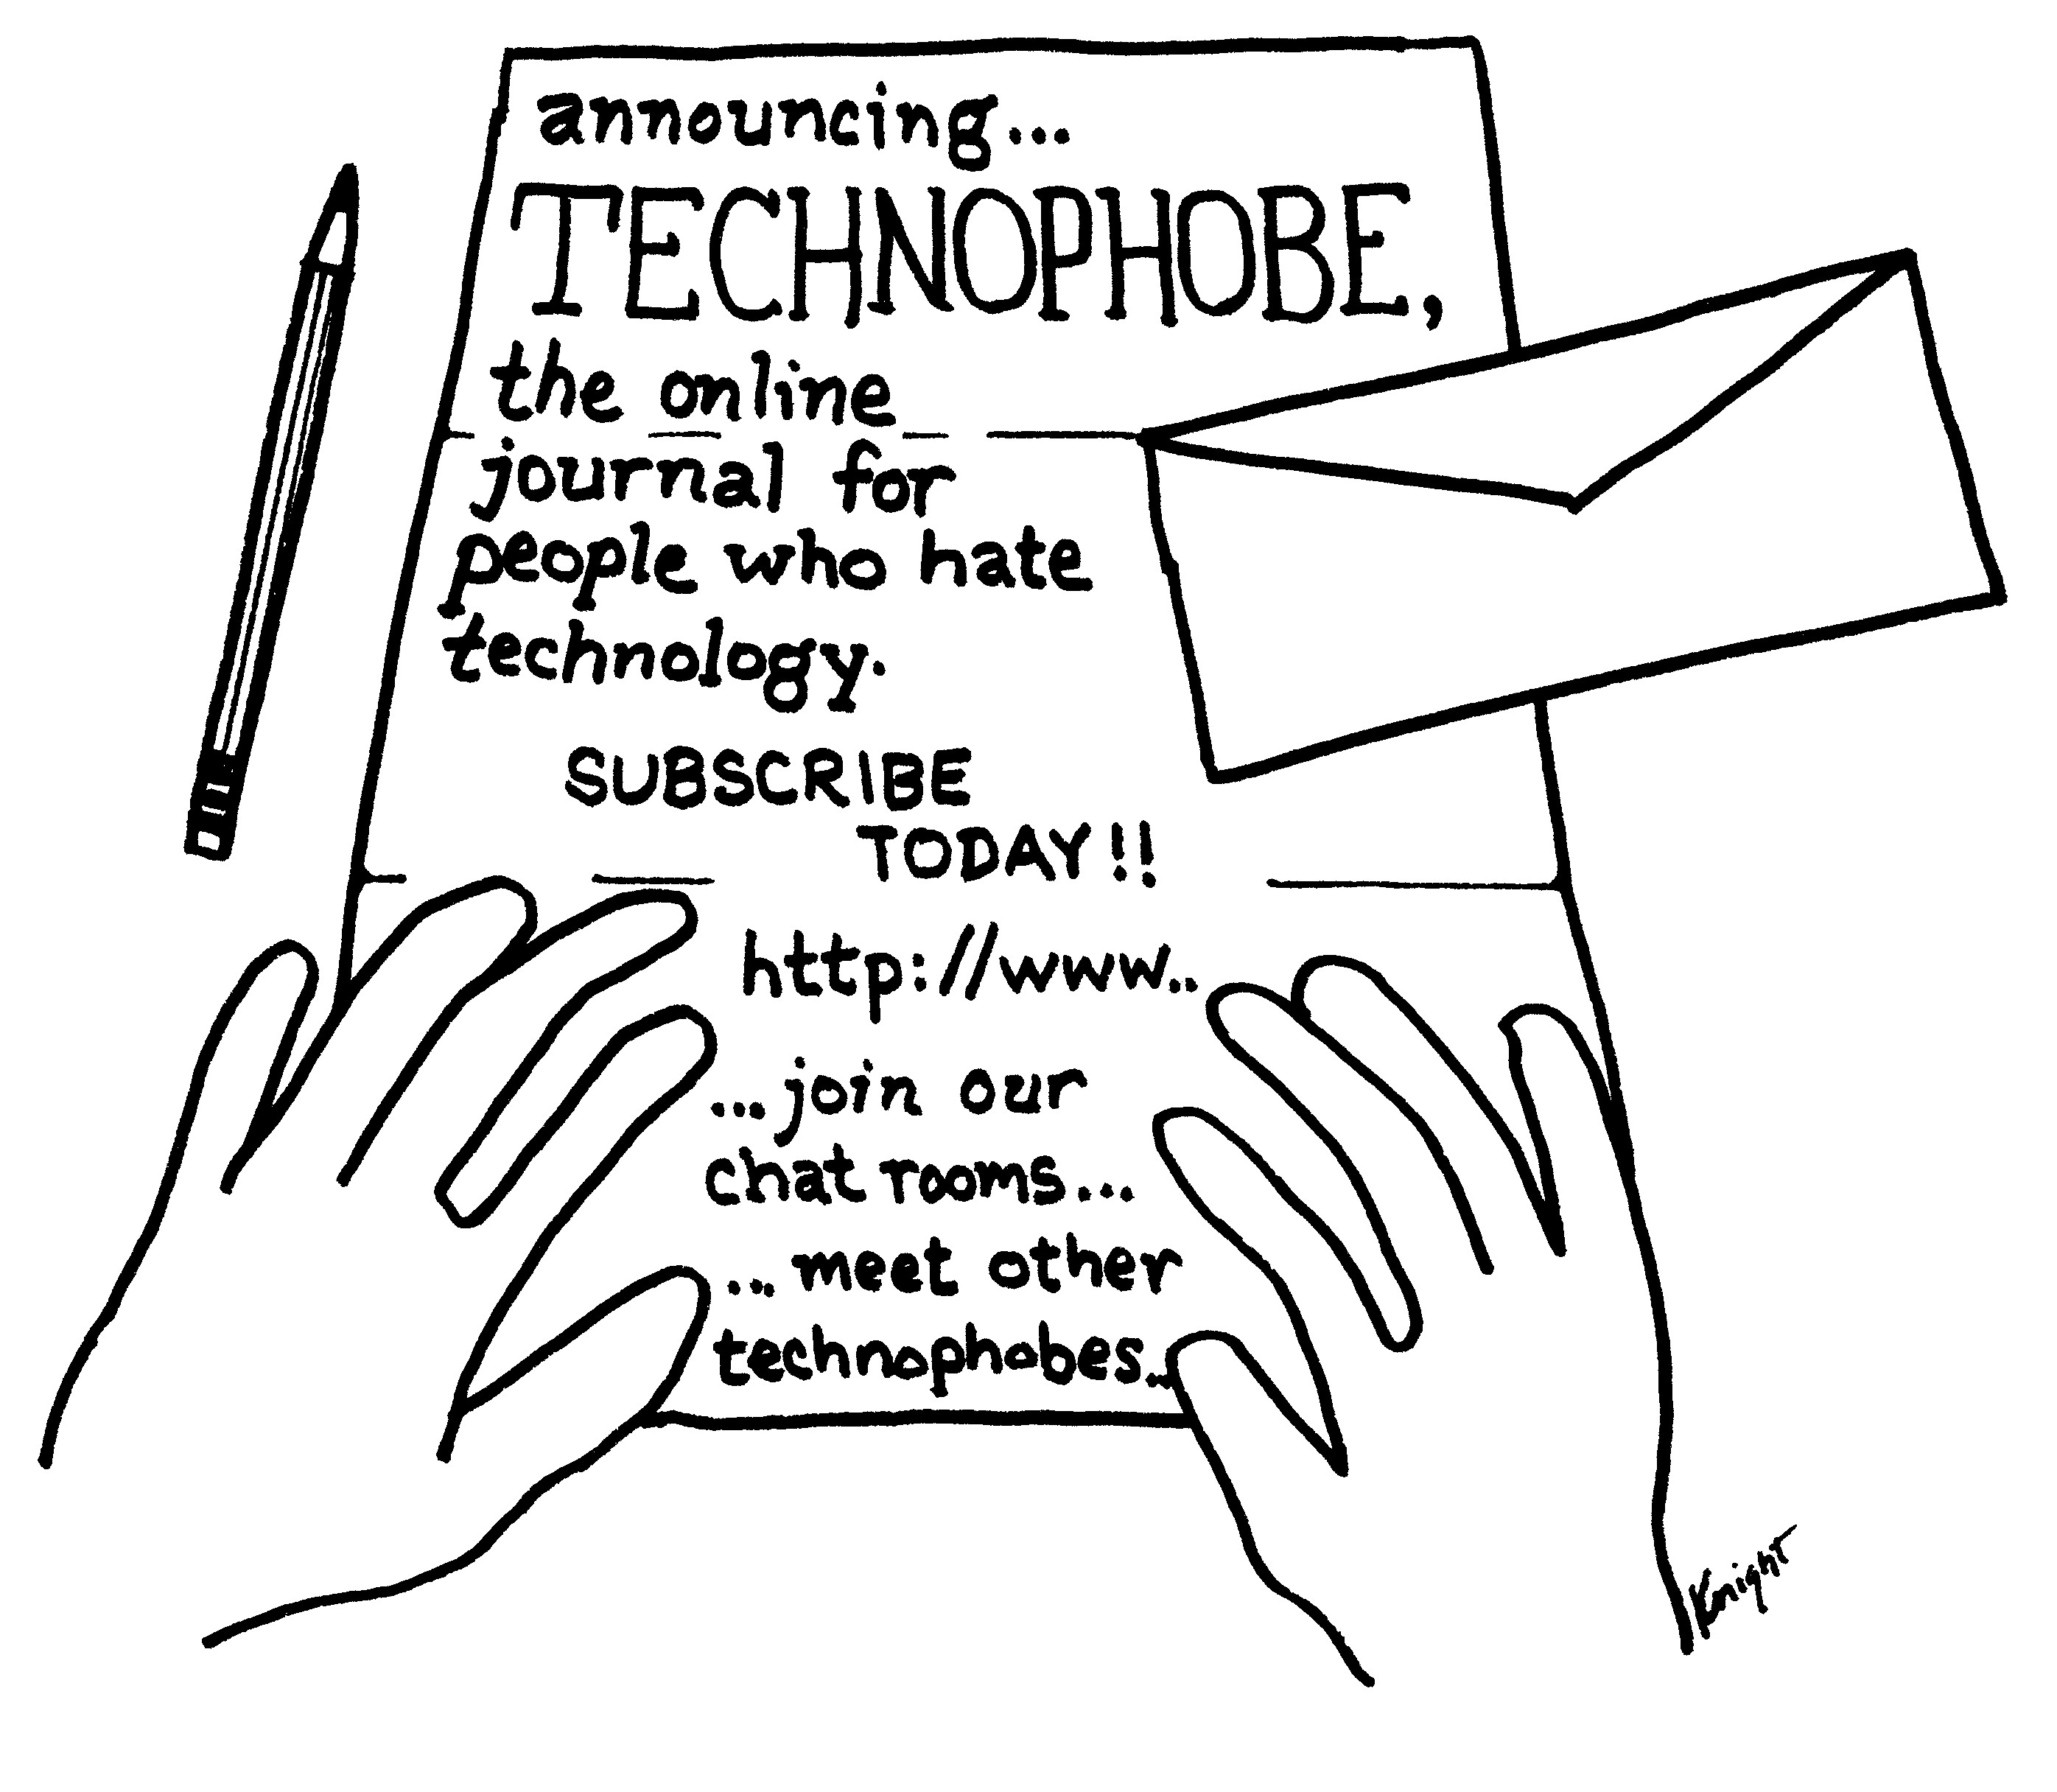 announcing...
TECHNOPHOBE,
the online
journal for
people who hate
technology.
SUBSCRIBE
TODAY!!
http://www..
...join our
chat rooms...
...meet other
technophobes...
Knight